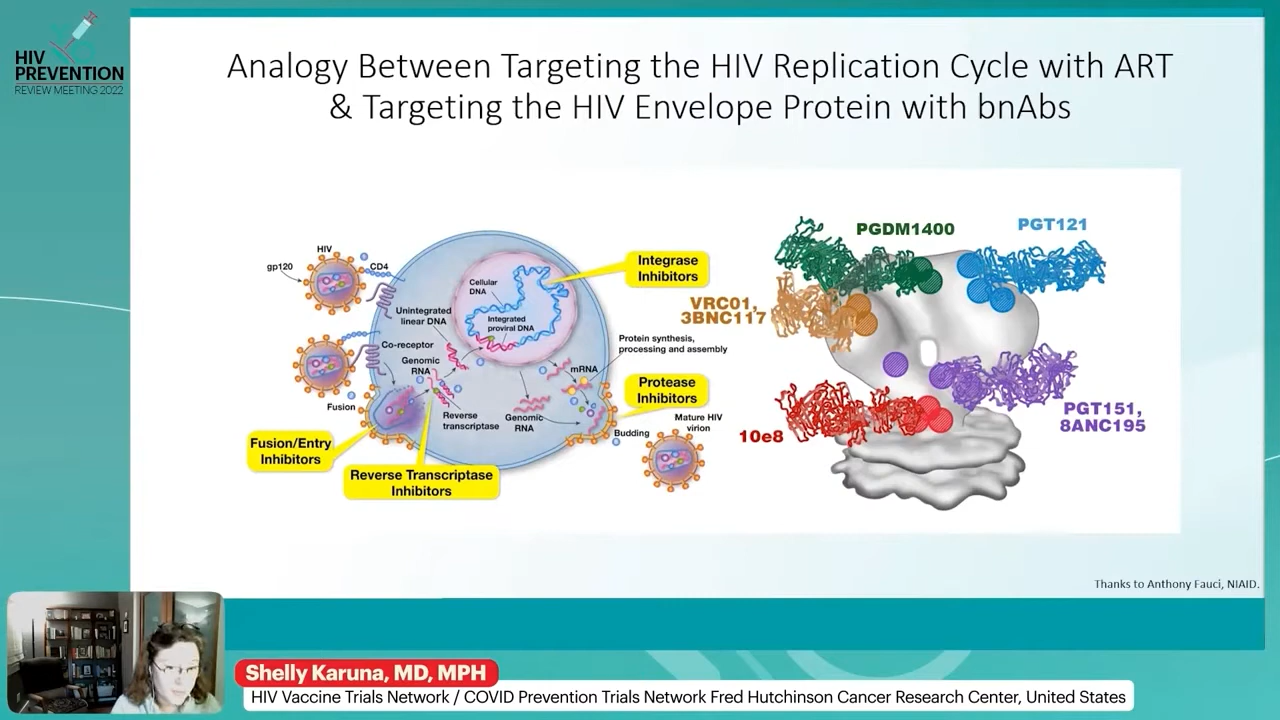 HIV
PREVENTION
REVIEW MEETING 2022
Analogy Between Targeting the HIV Replication Cycle with ART
& Targeting the HIV Envelope Protein with bnAbs
HIV
gp120
CD4
Unintegrated
linear DNA
Co-receptor
Genomic
RNA
Fusion
Cellular
DNA
Integrated
proviral DNA
Reverse
transcriptase
Genomic
RNA
mRNA
Protein synthesis,
processing and assembly
Budding
Mature HIV
virion
Integrase
Inhibitors
Protease
Inhibitors
Fusion/Entry
Inhibitors
Reverse Transcriptase
Inhibitors
PGDM1400
PGT121
VRC01,
3BNC117
10e8
PGT151,
8ANC195
Thanks to Anthony Fauci, NIAID.
Shelly Karuna, MD, MPH
HIV Vaccine Trials Network / COVID Prevention Trials Network Fred Hutchinson Cancer Research Center, United States